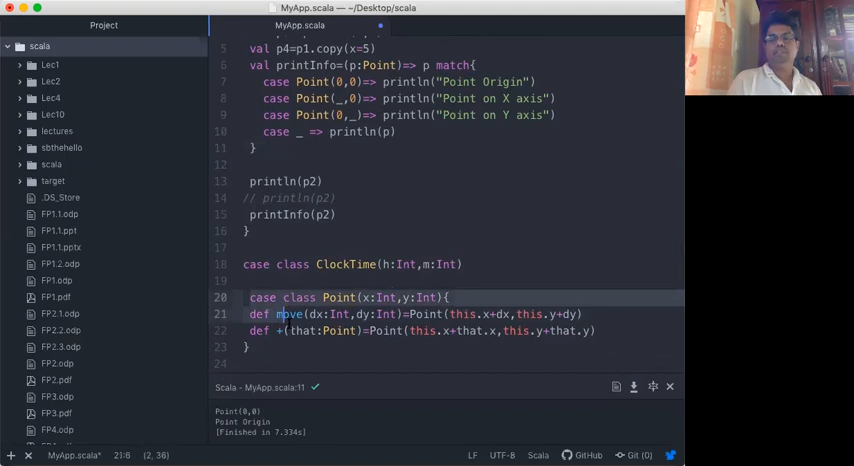 MyApp.scala — ~/Desktop/scala
Project
MyApp.scala
scala
Lec1
Lec2
Lec4
Lec10
lectures
sbthehello
scala
target
.DS_Store
FP1.1.odp
FP1.1.ppt
FP1.1.pptx
FP1.2.odp
FP1.odp
FP1.pdf
FP2.1.odp
FP2.2.odp
FP2.3.odp
FP2.odp
FP2.pdf
FP3.odp
FP3.pdf
FP4.odp
5 val p4=p1.copy(x=5)
6 val printInfo=(p:Point)=> p match{
7 case Point(0,0)=> println("Point Origin")
8 case Point(_,0)=> println("Point on X axis")
9 case Point(0,_)=> println("Point on Y axis")
10 case _ => println(p)
11 }
12
13 println(p2)
14 // println(p2)
15 printInfo(p2)
16 }
17
18 case class ClockTime(h:Int,m:Int)
19
20 case class Point(x:Int,y:Int){
21 def move(dx:Int,dy:Int)=Point(this.x+dx,this.y+dy)
22 def +(that:Point)=Point(this.x+that.x,this.y+that.y)
23 }
24
Scala - MyApp.scala:11
Point(0,0)
Point Origin
[Finished in 7.334s]
MyApp.scala* 21:6 (2, 36) LF UTF-8 Scala GitHub Git (0)